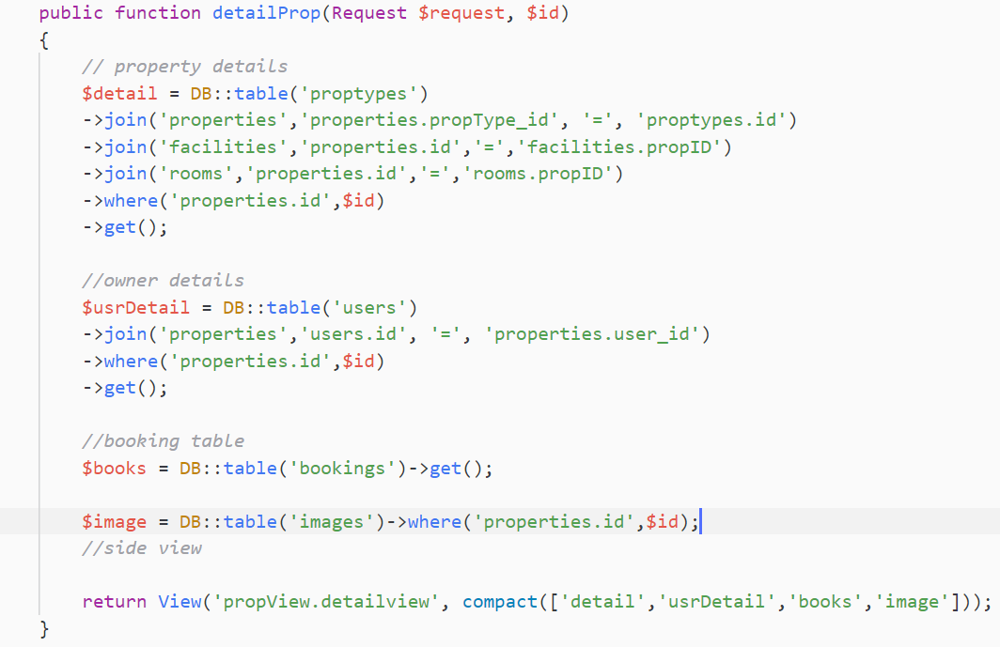 public function detailProp(Request $request, $id)
{
// property details
$detail = DB::table('proptypes')
->join('properties','properties.propType_id', '=', 'proptypes.id')
->join('facilities','properties.id','=','facilities.propID')
->join('rooms','properties.id','=','rooms.propID')
->where('properties.id',$id)
->get();
//owner details
$usrDetail = DB::table('users')
->join('properties','users.id', '=', 'properties.user_id')
->where('properties.id',$id)
->get();
//booking table
$books = DB::table('bookings')->get();
$image = DB::table('images')->where('properties.id',$id);
//side view
return View('propView.detailview', compact(['detail','usrDetail','books','image']));
}